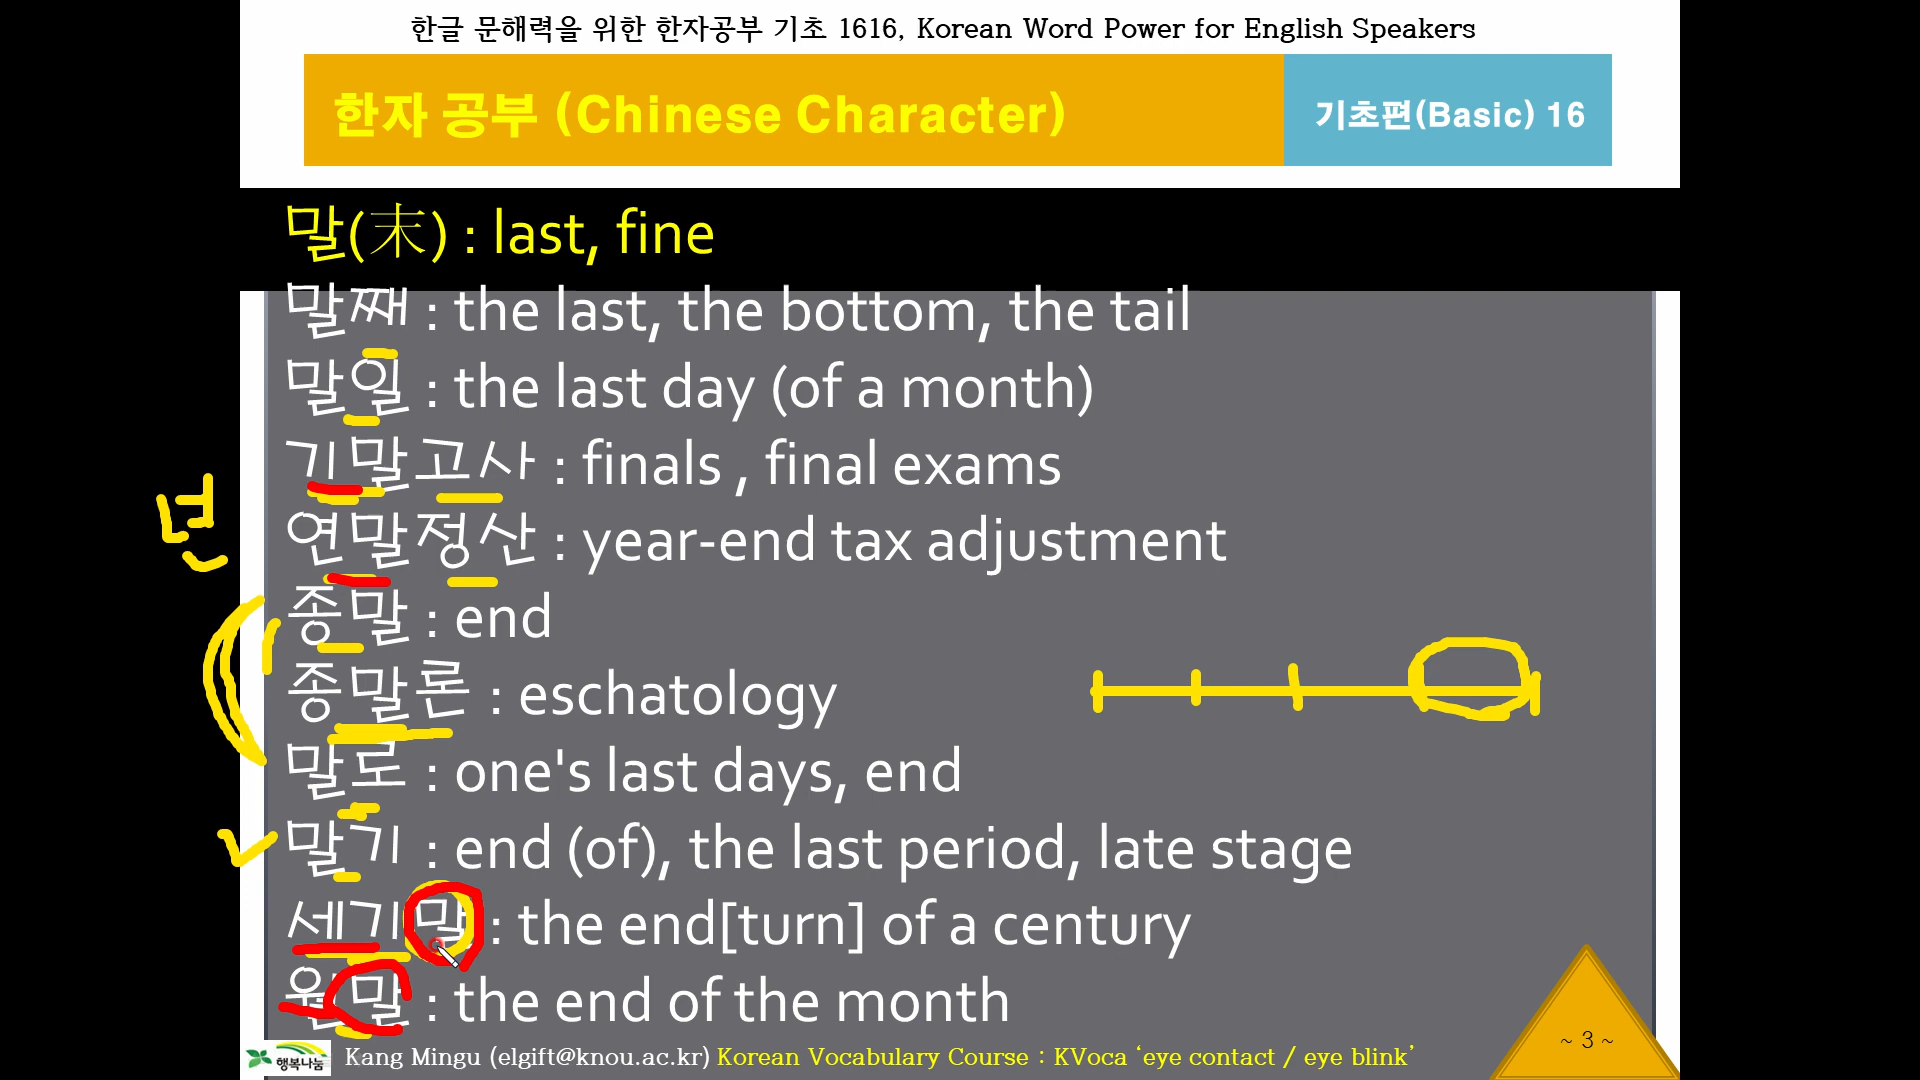 한글 문해력을 위한 한자공부 기초 1616, Korean Word Power for English Speakers
한자 공부 (Chinese Character)
기초편(Basic) 16
말(末) : last, fine
말째 : the last, the bottom, the tail
말일 : the last day (of a month)
기말고사 : finals , final exams
연말정산 : year-end tax adjustment
종말 : end
종말론 : eschatology
말로 : one's last days, end
말기 : end (of), the last period, late stage
세기말 : the end[turn] of a century
월말 : the end of the month
행복나눔
Kang Mingu (elgift@knou.ac.kr) Korean Vocabulary Course : KVoca ‘eye contact / eye blink’
~ 3 ~